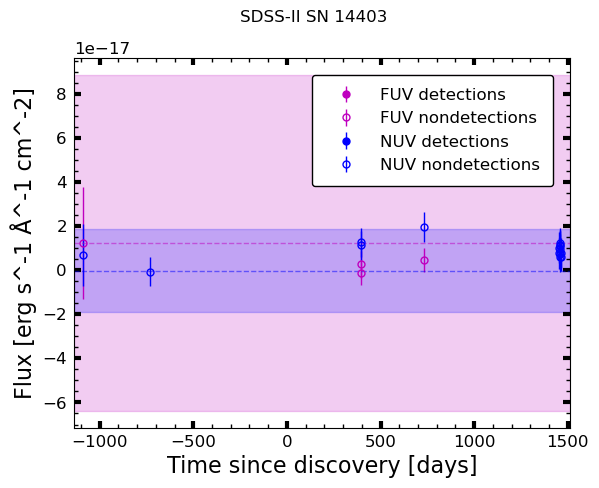 SDSS-II SN 14403
1e−17
FUV detections
FUV nondetections
NUV detections
NUV nondetections
8
6
4
2
0
−2
−4
−6
Flux [erg s^-1 Å^-1 cm^-2]
−1000 −500 0 500 1000 1500
Time since discovery [days]